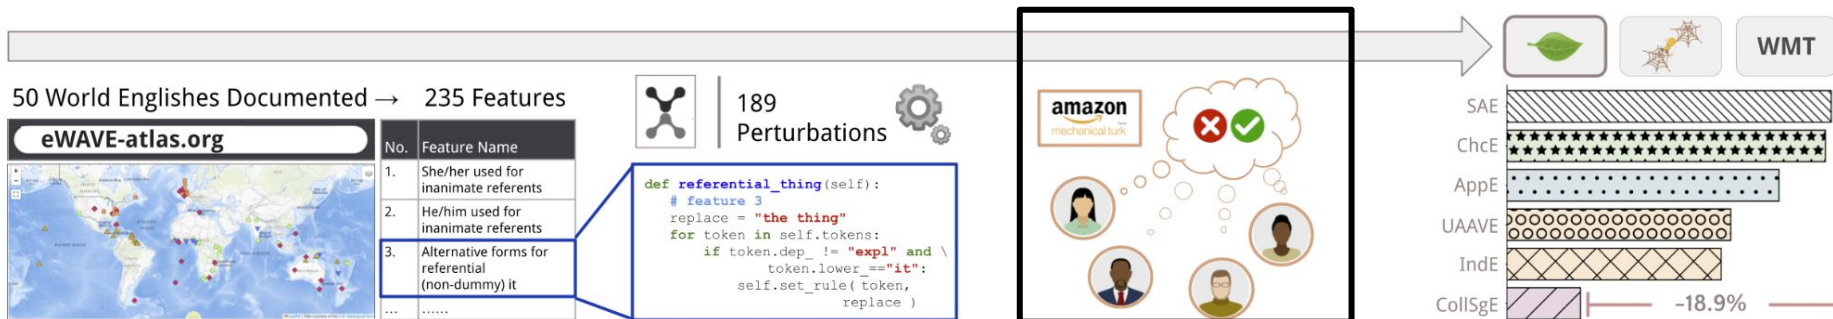 50 World Englishes Documented → 235 Features
eWAVE-atlas.org
No. Feature Name
1. She/her used for
inanimate referents
2. He/him used for
inanimate referents
3. Alternative forms for
referential
(non-dummy) it
... ......
189
Perturbations
def referential_thing(self):
# feature 3
replace = "the thing"
for token in self.tokens:
if token.dep_ != "expl" and \
token.lower_=="it":
self.set_rule( token,
replace )
amazon
mechanical turk
WMT
SAE
ChcE
AppE
UAAVE
IndE
CollSgE
-18.9%